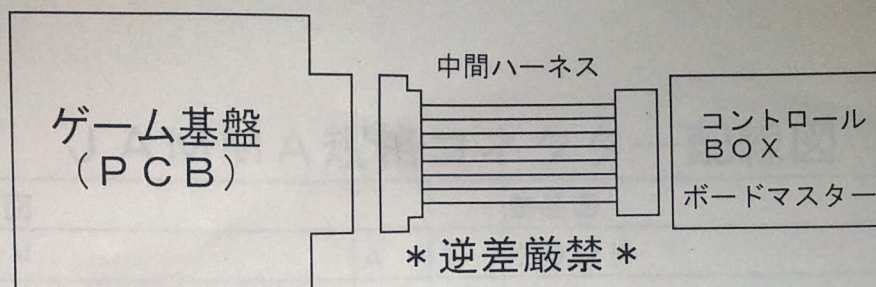 ゲーム基盤
(ＰＣＢ)
中間ハーネス
＊逆差厳禁＊
コントロール
ＢＯＸ
ボードマスター